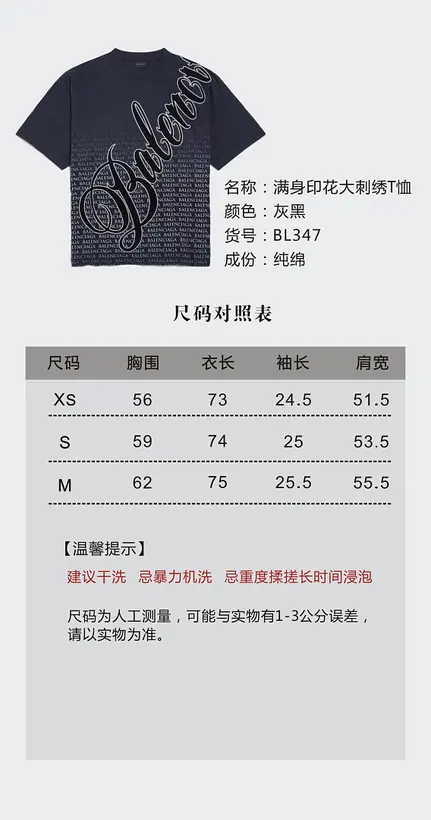 Balenci
名称：满身印花大刺绣T恤
颜色：灰黑
货号：BL347
成份：纯绵
尺码对照表
尺码 胸围 衣长 袖长 肩宽
XS 56 73 24.5 51.5
S 59 74 25 53.5
M 62 75 25.5 55.5
【温馨提示】
建议干洗 忌暴力机洗 忌重度揉搓长时间浸泡
尺码为人工测量，可能与实物有1-3公分误差，
请以实物为准。